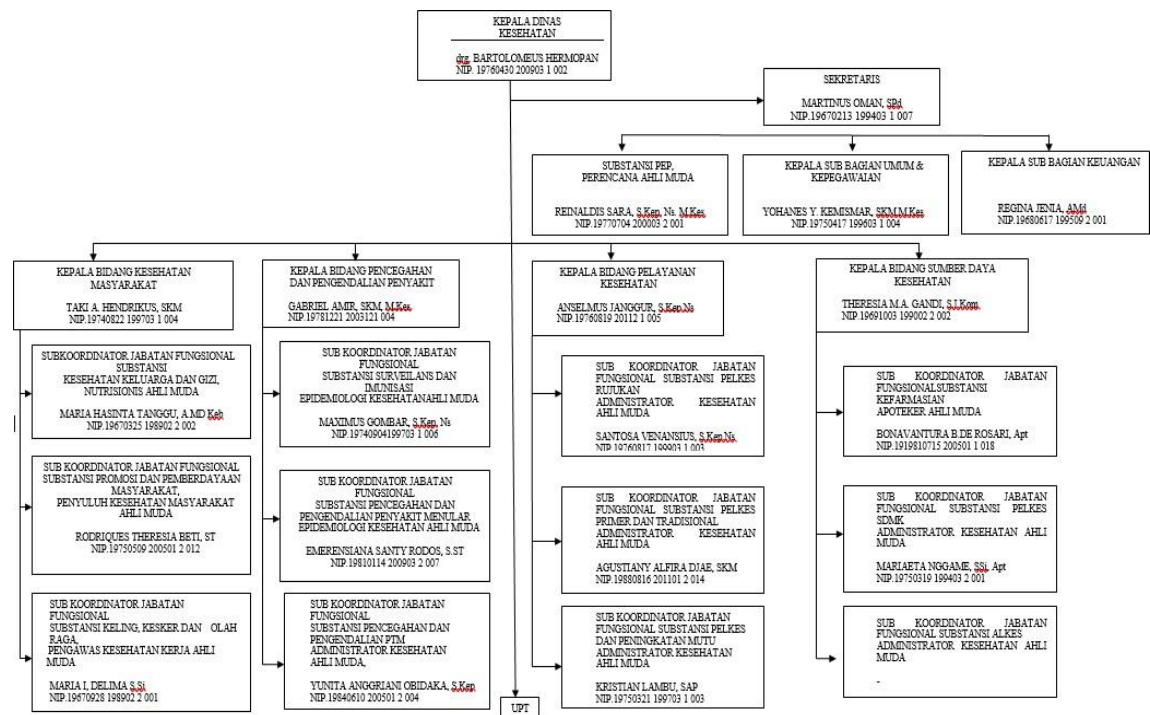 KEPALA DINAS
KESEHATAN
drg. BARTOLOMEUS HERMOPAN
NIP. 19760430 200903 1 002
SEKRETARIS
MARTINUS OMAN, SPd
NIP.19670213 199403 1 007
SUBSTANSI PEP,
PERENCANA AHLI MUDA
REINALDIS SARA, S.Kep, Ns. M.Kes
NIP.19770704 200003 2 001
KEPALA SUB BAGIAN UMUM &
KEPEGAWAIAN
YOHANES Y. KEMISMAR, SKM,M.Kes
NIP.19750417 199603 1 004
KEPALA SUB BAGIAN KEUANGAN
REGINA JENIA, AMd
NIP.19680617 199509 2 001
KEPALA BIDANG KESEHATAN
MASYARAKAT
TAKI A. HENDRIKUS, SKM
NIP.19740822 199703 1 004
SUBKOORDINATOR JABATAN FUNGSIONAL
SUBSTANSI
KESEHATAN KELUARGA DAN GIZI,
NUTRISIONIS AHLI MUDA
MARIA HASINTA TANGGU, A.MD Keb
NIP.19670325 198902 2 002
SUB KOORDINATOR JABATAN FUNGSIONAL
SUBSTANSI PROMOSI DAN PEMBERDAYAAN
MASYARAKAT,
PENYULUH KESEHATAN MASYARAKAT
AHLI MUDA
RODRIQUES THERESIA BETI, ST
NIP.19750509 200501 2 012
SUB KOORDINATOR JABATAN
FUNGSIONAL
SUBSTANSI KELING, KESKER DAN OLAH
RAGA,
PENGAWAS KESEHATAN KERJA AHLI
MUDA
MARIA I, DELIMA S.Si
NIP.19670928 198902 2 001
KEPALA BIDANG PENCEGAHAN
DAN PENGENDALIAN PENYAKIT
GABRIEL AMIR, SKM, M.Kes
NIP.19781221 2003121 004
SUB KOORDINATOR JABATAN
FUNGSIONAL
SUBSTANSI SURVEILANS DAN
IMUNISASI
EPIDEMIOLOGI KESEHATANAHLI MUDA
MAXIMUS GOMBAR, S.Kep, Ns
NIP.19740904199703 1 006
SUB KOORDINATOR JABATAN
FUNGSIONAL
SUBSTANSI PENCEGAHAN DAN
PENGENDALIAN PENYAKIT MENULAR
EPIDEMIOLOGI KESEHATAN AHLI MUDA
EMERENSIANA SANTY RODOS, S.ST
NIP.19810114 200903 2 007
SUB KOORDINATOR JABATAN
FUNGSIONAL
SUBSTANSI PENCEGAHAN DAN
PENGENDALIAN PTM
ADMINISTRATOR KESEHATAN
AHLI MUDA,
YUNITA ANGGRIANI OBIDAKA, S.Kep
NIP.19840610 200501 2 004
KEPALA BIDANG PELAYANAN
KESEHATAN
ANSELMUS JANGGUR, S.Kep,Ns
NIP.19760819 20112 1 005
SUB KOORDINATOR JABATAN
FUNGSIONAL SUBSTANSI PELKES
RUJUKAN
ADMINISTRATOR KESEHATAN
AHLI MUDA
SANTOSA VENANSIUS, S.Kep,Ns
NIP.19760817 199903 1 003
SUB KOORDINATOR JABATAN
FUNGSIONAL SUBSTANSI PELKES
PRIMER DAN TRADISIONAL
ADMINISTRATOR KESEHATAN
AHLI MUDA
AGUSTIANY ALFIRA DJAE, SKM
NIP.19880816 201101 2 014
SUB KOORDINATOR JABATAN
FUNGSIONAL SUBSTANSI PELKES
DAN PENINGKATAN MUTU
ADMINISTRATOR KESEHATAN
AHLI MUDA
KRISTIAN LAMBU, SAP
NIP.19750321 199703 1 003
KEPALA BIDANG SUMBER DAYA
KESEHATAN
THERESIA M.A. GANDI, S.I.Kom
NIP 19691003 199002 2 002
SUB KOORDINATOR JABATAN
FUNGSIONALSUBSTANSI
KEFARMASIAN
APOTEKER AHLI MUDA
BONAVANTURA B.DE ROSARI, Apt
NIP.1919810715 200501 1 018
SUB KOORDINATOR JABATAN
FUNGSIONAL SUBSTANSI PELKES
SDMK
ADMINISTRATOR KESEHATAN AHLI
MUDA
MARIAETA NGGAME, SSi, Apt
NIP.19750319 199403 2 001
SUB KOORDINATOR JABATAN
FUNGSIONAL SUBSTANSI ALKES
ADMINISTRATOR KESEHATAN AHLI
MUDA
-
UPT